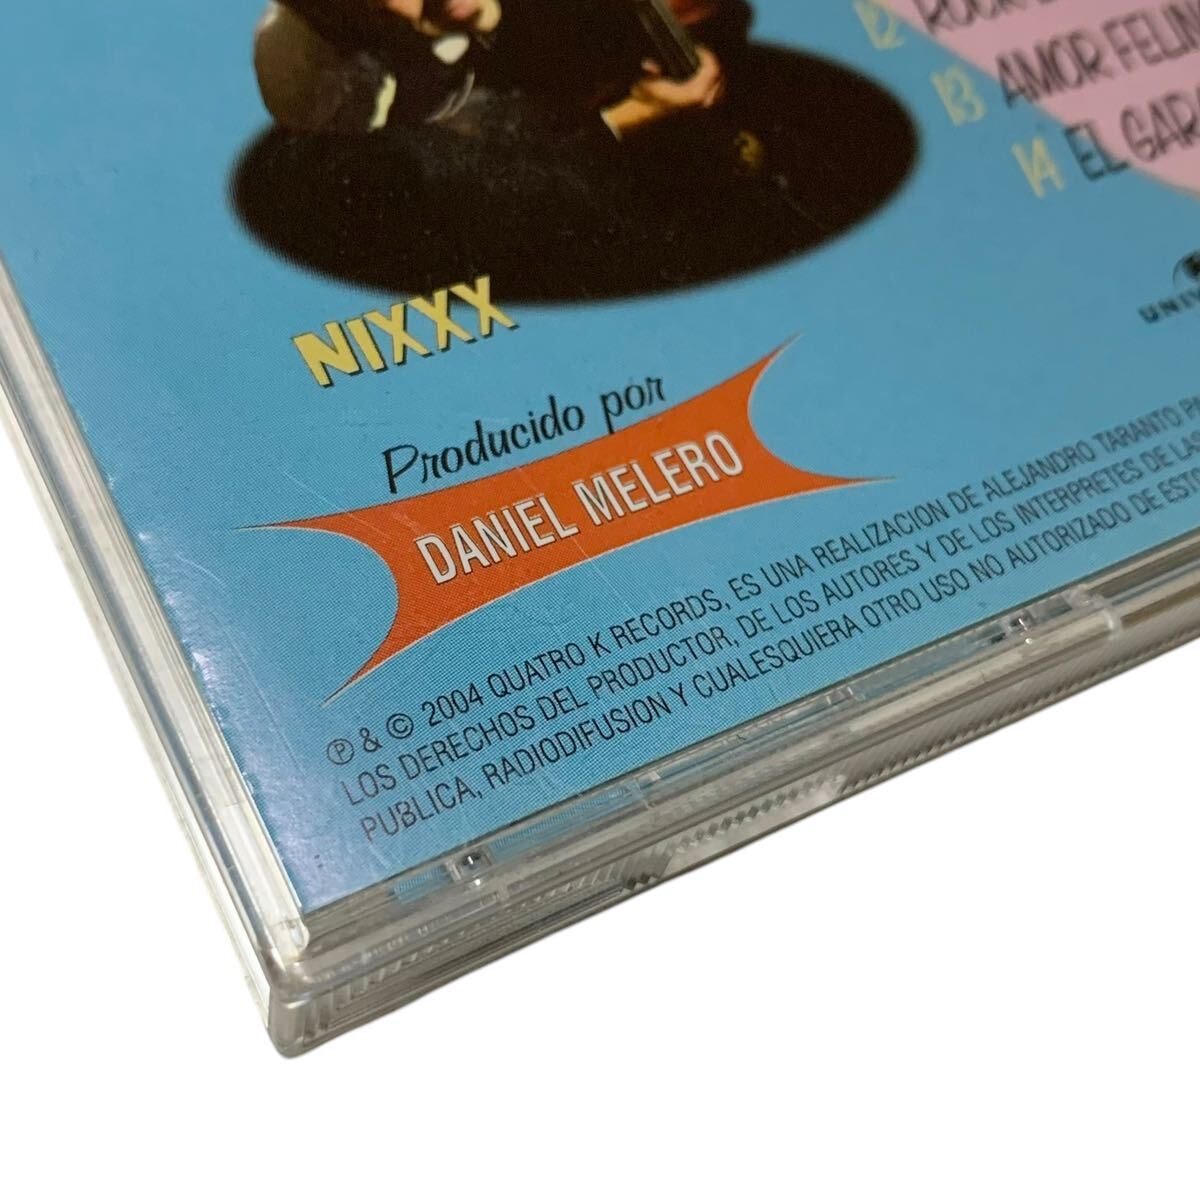 12
13 AMOR FELIN
14 EL GAR
NIXXX
Producido por
DANIEL MELERO
℗ & © 2004 QUATRO K RECORDS, ES UNA REALIZACION DE ALEJANDRO TARANTO
LOS DERECHOS DEL PRODUCTOR, DE LOS AUTORES Y DE LOS INTERPRETES DE LAS
PUBLICA, RADIODIFUSION Y CUALESQUIERA OTRO USO NO AUTORIZADO DE ESTO